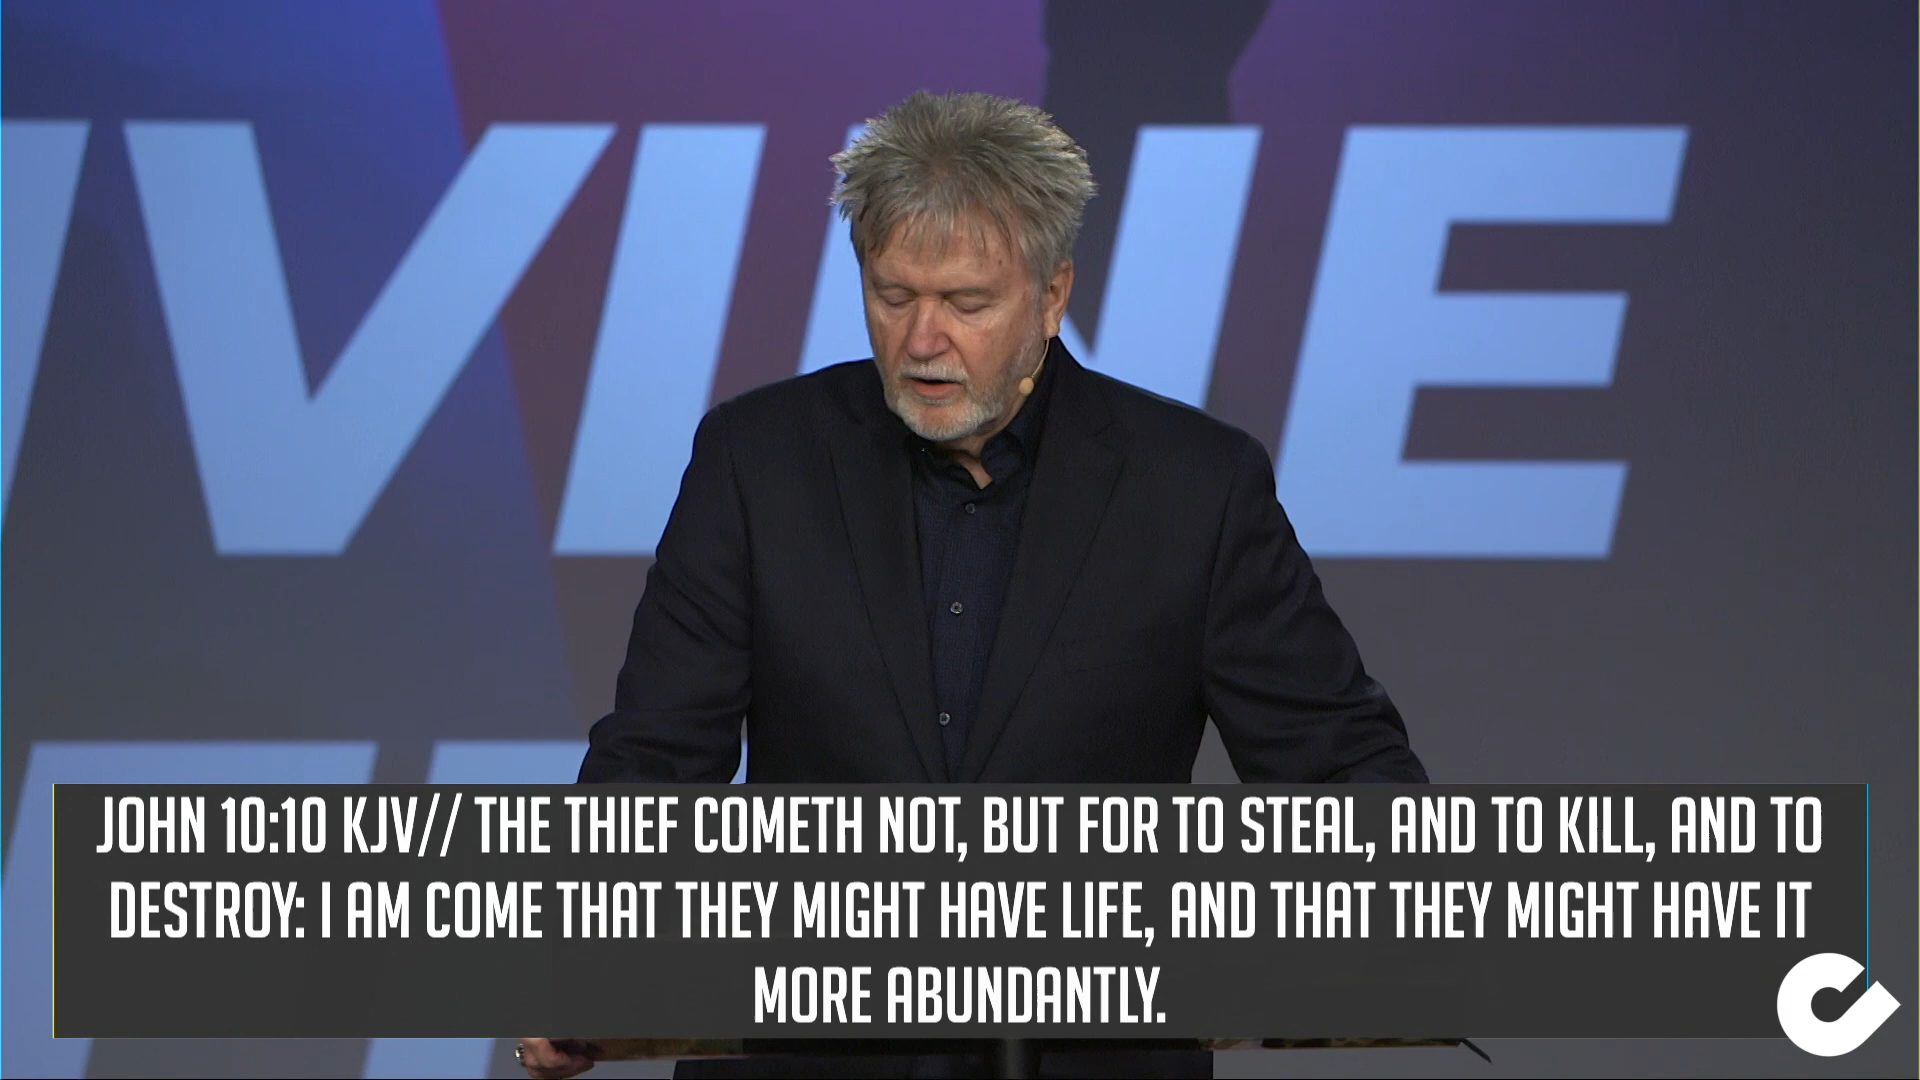 VINE
JOHN 10:10 KJV// THE THIEF COMETH NOT, BUT FOR TO STEAL, AND TO KILL, AND TO
DESTROY: I AM COME THAT THEY MIGHT HAVE LIFE, AND THAT THEY MIGHT HAVE IT
MORE ABUNDANTLY.